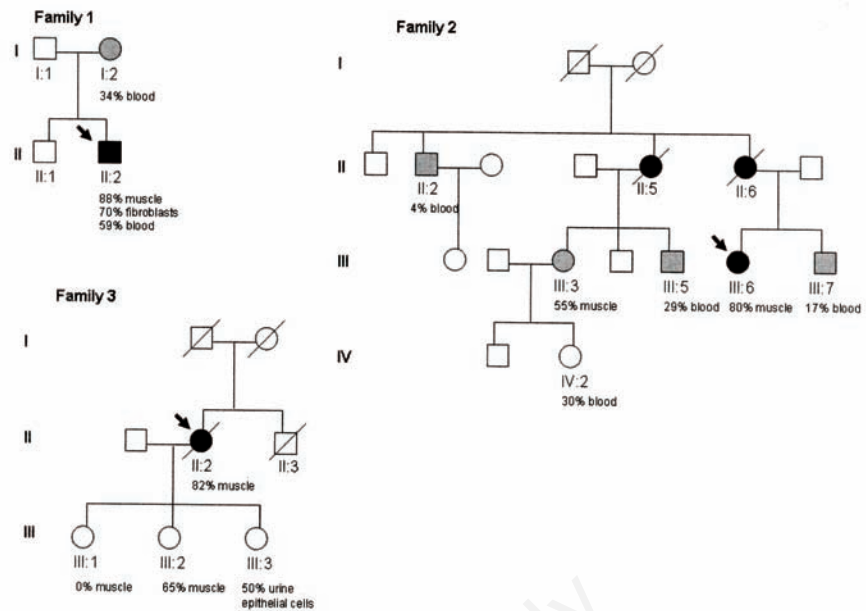 Family 1
I
I:1
I:2
34% blood
II
II:1
II:2
88% muscle
70% fibroblasts
59% blood
Family 2
I
II
II:2
4% blood
II:5
II:6
III
III:3
55% muscle
III:5
29% blood
III:6
80% muscle
III:7
17% blood
IV
IV:2
30% blood
Family 3
I
II
II:2
82% muscle
II:3
III
III:1
0% muscle
III:2
65% muscle
III:3
50% urine
epithelial cells